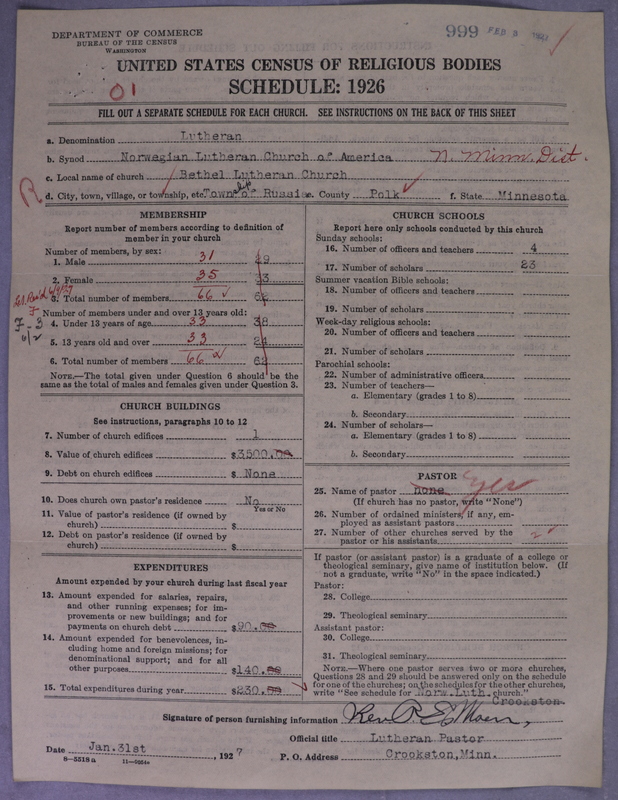 DEPARTMENT OF COMMERCE
BUREAU OF THE CENSUS
WASHINGTON
999 FEB 8
01
UNITED STATES CENSUS OF RELIGIOUS BODIES
SCHEDULE: 1926
FILL OUT A SEPARATE SCHEDULE FOR EACH CHURCH. SEE INSTRUCTIONS ON THE BACK OF THIS SHEET
a. Denomination Lutheran
b. Synod Norwegian Lutheran Church of America N. Minn. Dist.
c. Local name of church Bethel Lutheran Church
R d. City, town, village, or township, etc. Township of Russia e. County Polk f. State Minnesota
MEMBERSHIP
Report number of members according to definition of
member in your church
Number of members, by sex:
1. Male 31 29
2. Female 35 33
3. Total number of members 66 62
Number of members under and over 13 years old:
4. Under 13 years of age 33 38
5. 13 years old and over 33 24
6. Total number of members 66 62
NOTE.—The total given under Question 6 should be the
same as the total of males and females given under Question 3.
CHURCH BUILDINGS
See instructions, paragraphs 10 to 12
7. Number of church edifices 1
8. Value of church edifices $3500.00
9. Debt on church edifices $ None
10. Does church own pastor's residence No
Yes or No
11. Value of pastor's residence (if owned by
church) $
12. Debt on pastor's residence (if owned by
church) $
EXPENDITURES
Amount expended by your church during last fiscal year
13. Amount expended for salaries, repairs,
and other running expenses; for im-
provements or new buildings; and for
payments on church debt $90.00
14. Amount expended for benevolences, in-
cluding home and foreign missions; for
denominational support; and for all
other purposes $140.00
15. Total expenditures during year $230.00
CHURCH SCHOOLS
Report here only schools conducted by this church
Sunday schools:
16. Number of officers and teachers 4
17. Number of scholars 23
Summer vacation Bible schools:
18. Number of officers and teachers
19. Number of scholars
Week-day religious schools:
20. Number of officers and teachers
21. Number of scholars
Parochial schools:
22. Number of administrative officers
23. Number of teachers—
a. Elementary (grades 1 to 8)
b. Secondary
24. Number of scholars—
a. Elementary (grades 1 to 8)
b. Secondary
PASTOR
25. Name of pastor None yes
(If church has no pastor, write "None")
26. Number of ordained ministers, if any, em-
ployed as assistant pastors
27. Number of other churches served by the
pastor or his assistants 2
If pastor (or assistant pastor) is a graduate of a college or
theological seminary, give name of institution below. (If
not a graduate, write "No" in the space indicated.)
Pastor:
28. College
29. Theological seminary
Assistant pastor:
30. College
31. Theological seminary
NOTE.—Where one pastor serves two or more churches,
Questions 28 and 29 should be answered only on the schedule
for one of the churches; on the schedules for the other churches,
write "See schedule for Norw. Luth. church."
Crookston.
Signature of person furnishing information Rev. P. E. Moen,
Official title Lutheran Pastor
Date Jan.31st, 1927 P. O. Address Crookston,Minn.
8—5518a 11—9954